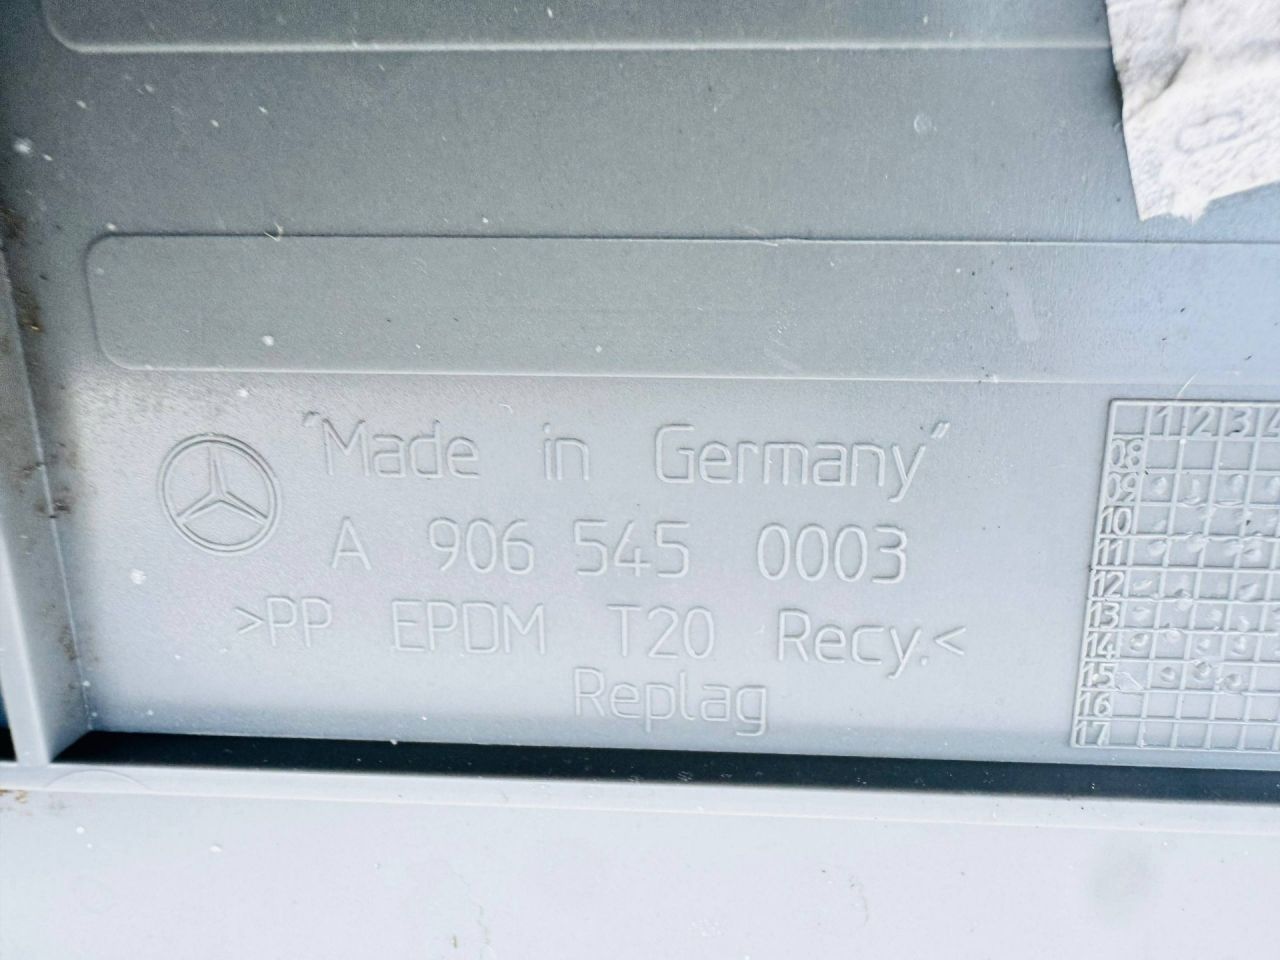 "Made in Germany"
A 906 545 0003
>PP EPDM T20 Recy.<
Replag
1 2 3 4
08
09
10
11
12
13
14
15
16
17